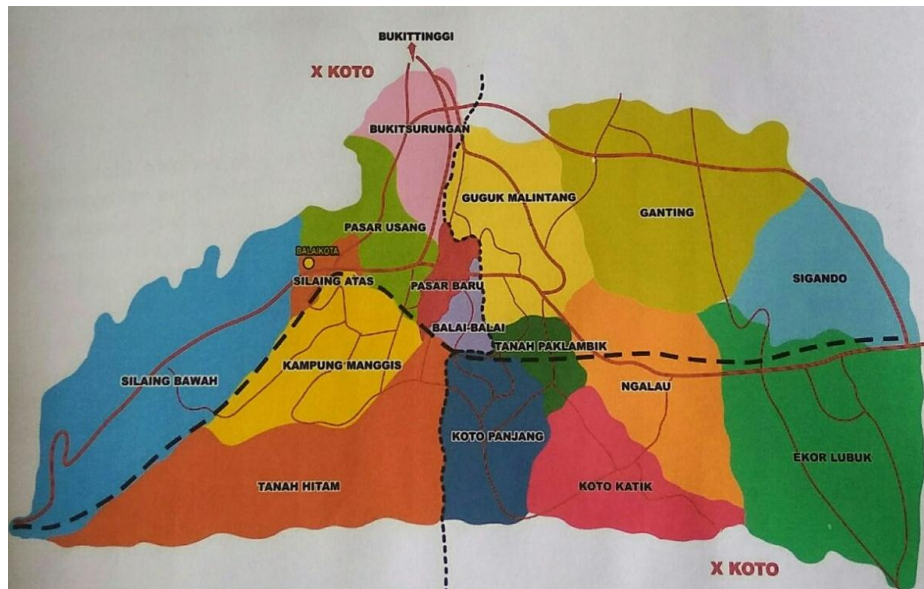 BUKITTINGGI
X KOTO
BUKITSURUNGAN
GUGUK MALINTANG
GANTING
PASAR USANG
BALAIKOTA
SILAING ATAS
PASAR BARU
SIGANDO
BALAI-BALAI
TANAH PAKLAMBIK
SILAING BAWAH
KAMPUNG MANGGIS
NGALAU
KOTO PANJANG
EKOR LUBUK
TANAH HITAM
KOTO KATIK
X KOTO